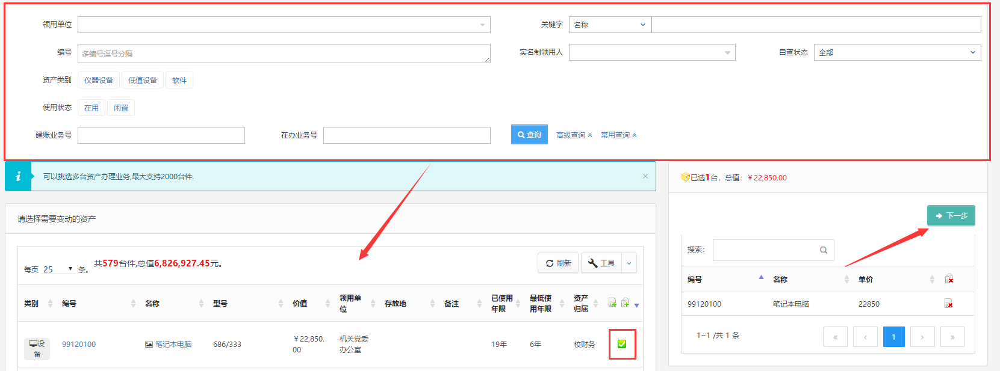 领用单位
关键字 名称
编号 多编号逗号分隔
实名制领用人
自查状态 全部
资产类别 仪器设备 低值设备 软件
使用状态 在用 闲置
建账业务号
在办业务号
查询 高级查询 常用查询
可以挑选多台资产办理业务,最大支持2000台件. ×
请选择需要变动的资产
每页 25 条。 共579台件,总值6,826,927.45元。
刷新 工具
类别 编号 名称 型号 价值 领用单位 存放地 备注 已使用年限 最低使用年限 资产归属
设备 99120100 笔记本电脑 686/333 ¥22,850.00 机关党委办公室 19年 6年 校财务
已选1台，总值：¥22,850.00
下一步
搜索：
编号 名称 单价
99120100 笔记本电脑 22850
1~1 /共 1 条 « ‹ 1 › »